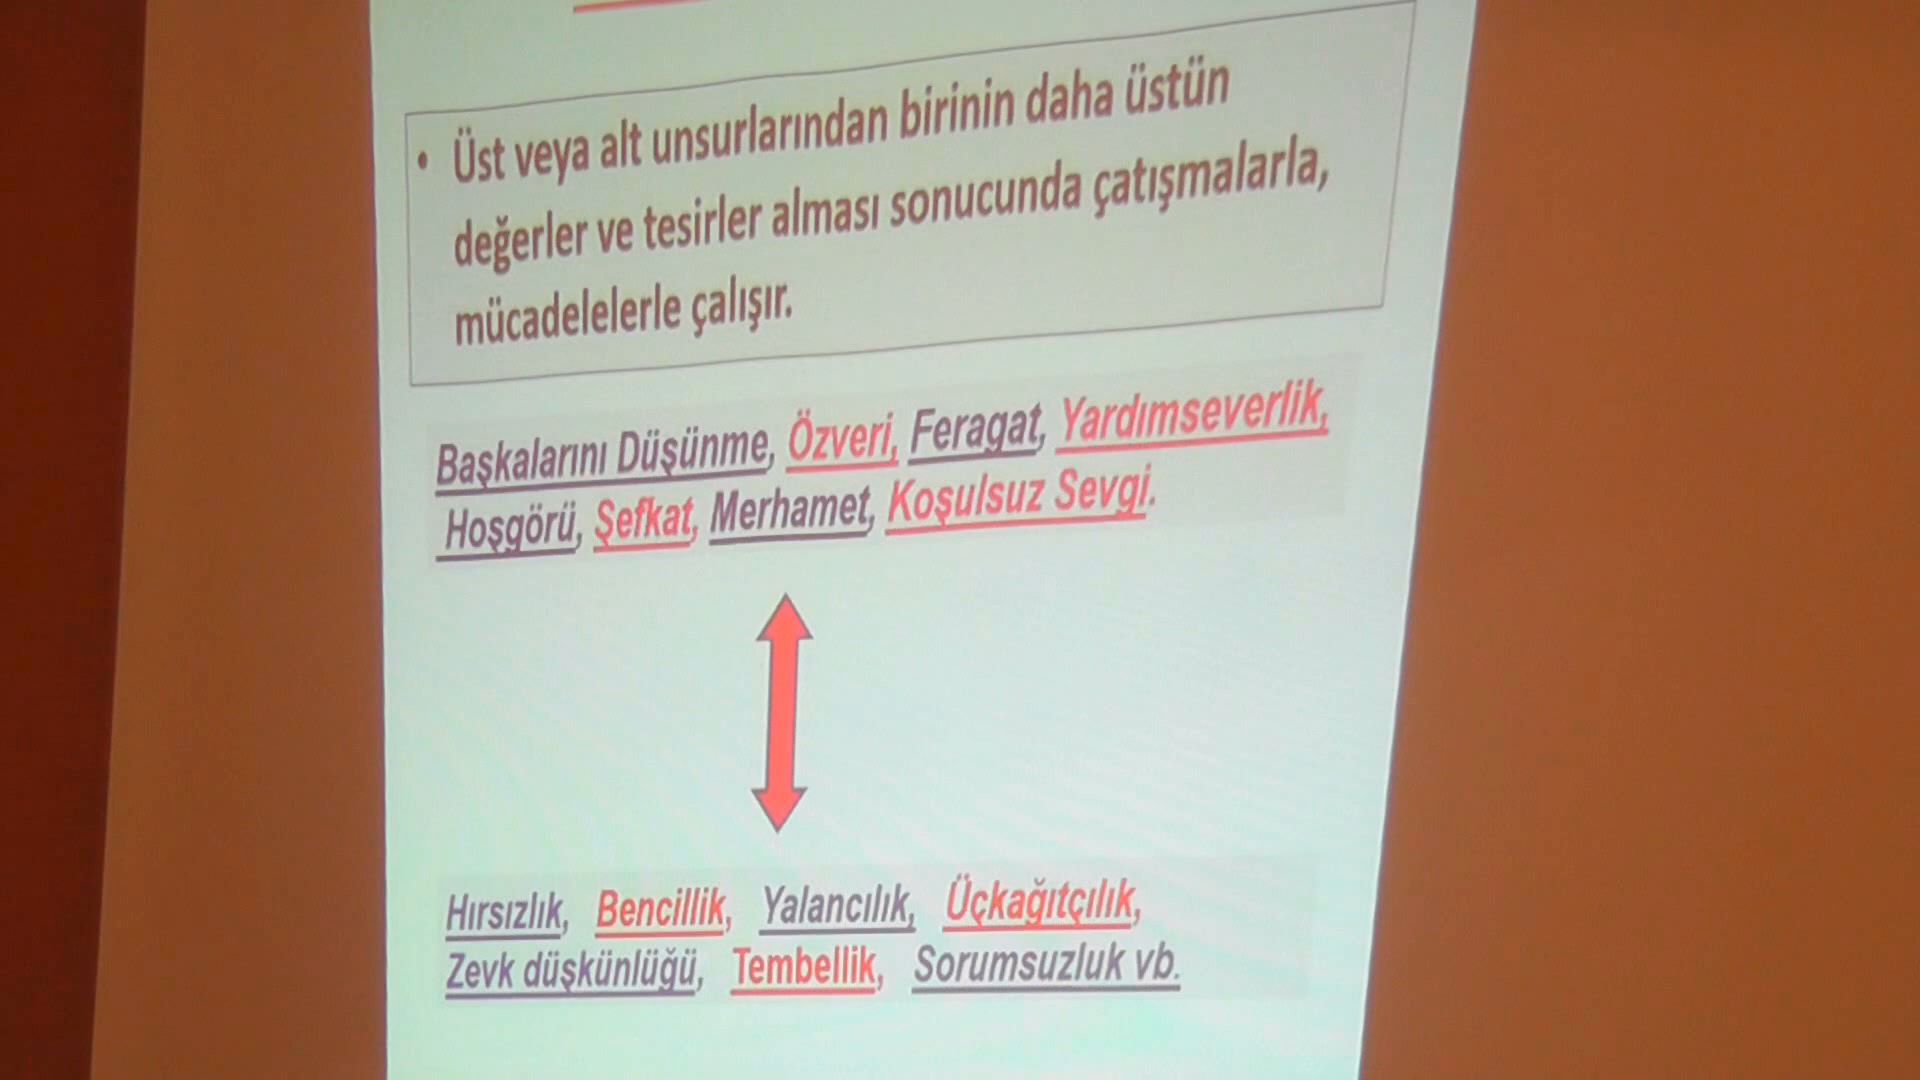 • Üst veya alt unsurlarından birinin daha üstün
değerler ve tesirler alması sonucunda çatışmalarla,
mücadelelerle çalışır.
Başkalarını Düşünme, Özveri, Feragat, Yardımseverlik,
Hoşgörü, Şefkat, Merhamet, Koşulsuz Sevgi.
Hırsızlık, Bencillik, Yalancılık, Üçkağıtçılık,
Zevk düşkünlüğü, Tembellik, Sorumsuzluk vb.